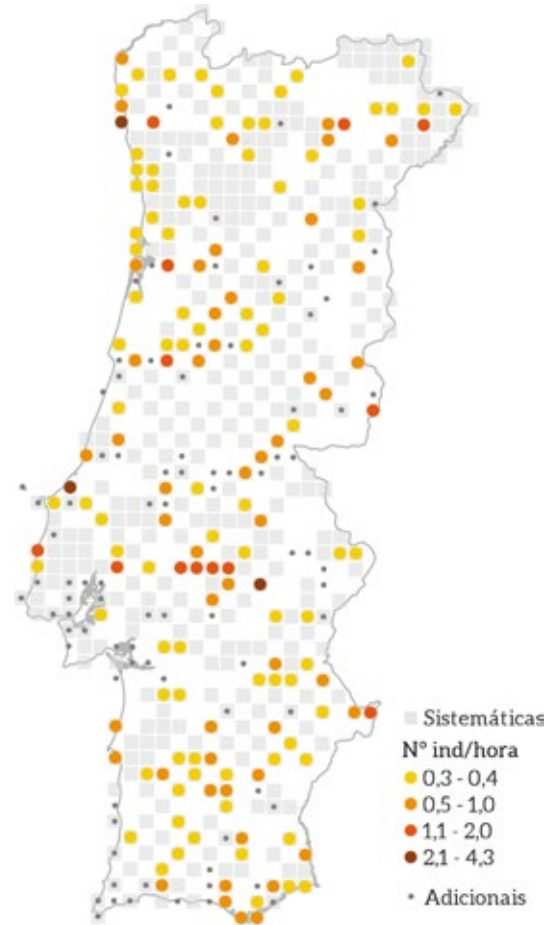 Sistemáticas
Nº ind/hora
0,3 - 0,4
0,5 - 1,0
1,1 - 2,0
2,1 - 4,3
Adicionais